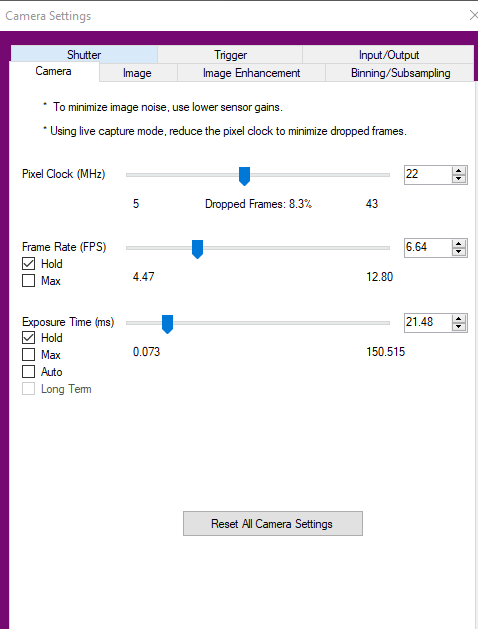 Camera Settings
Shutter Trigger Input/Output
Camera Image Image Enhancement Binning/Subsampling
* To minimize image noise, use lower sensor gains.
* Using live capture mode, reduce the pixel clock to minimize dropped frames.
Pixel Clock (MHz) 22
5 Dropped Frames: 8.3% 43
Frame Rate (FPS) 6.64
Hold
Max 4.47 12.80
Exposure Time (ms) 21.48
Hold
Max 0.073 150.515
Auto
Long Term
Reset All Camera Settings